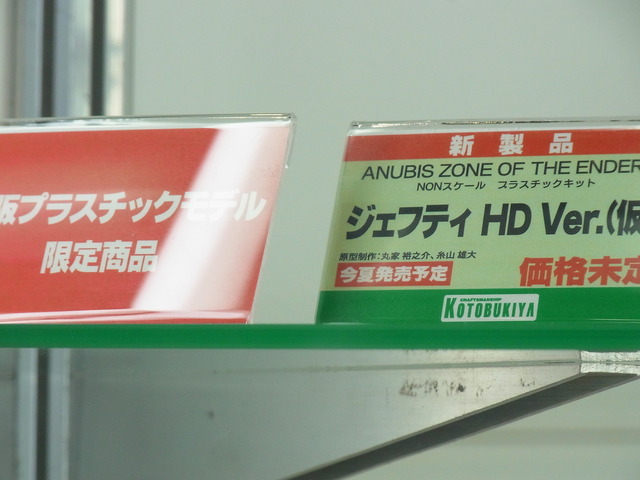 版プラスチックモデル
限定商品
新製品
ANUBIS ZONE OF THE ENDER
NONスケール プラスチックキット
ジェフティ HD Ver.(仮
原型制作:丸家 裕之介、糸山 雄大
今夏発売予定
価格未定
CRAFTSMANSHIP
KOTOBUKIYA